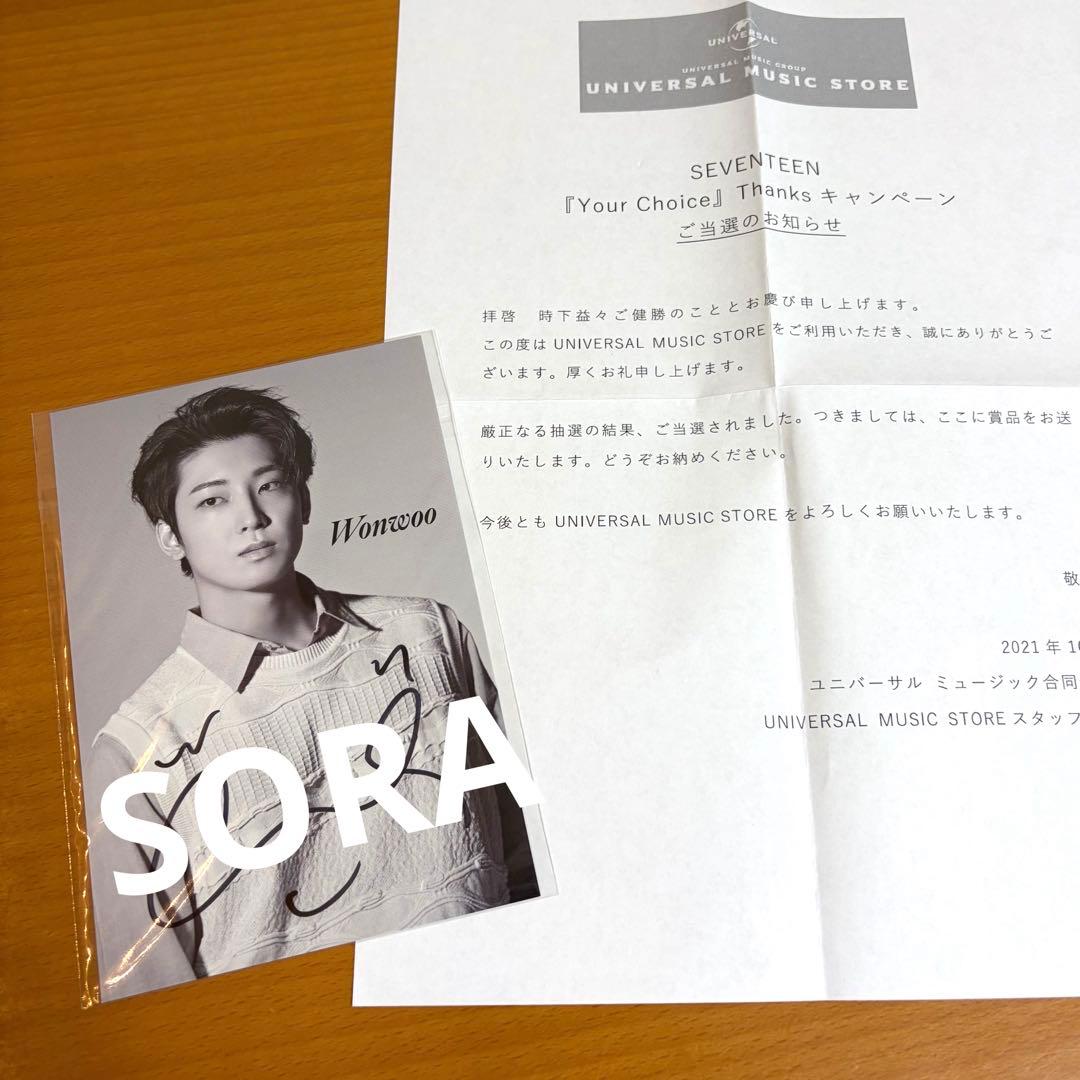 UNIVERSAL
UNIVERSAL MUSIC GROUP
UNIVERSAL MUSIC STORE
SEVENTEEN
『Your Choice』 Thanks キャンペーン
ご当選のお知らせ
拝啓　時下益々ご健勝のこととお慶び申し上げます。
この度は UNIVERSAL MUSIC STORE をご利用いただき、誠にありがとうご
ざいます。厚くお礼申し上げます。
厳正なる抽選の結果、ご当選されました。つきましては、ここに賞品をお送
りいたします。どうぞお納めください。
今後とも UNIVERSAL MUSIC STORE をよろしくお願いいたします。
敬
2021 年 10
ユニバーサル ミュージック合同
UNIVERSAL MUSIC STORE スタッフ
Wonwoo
SORA